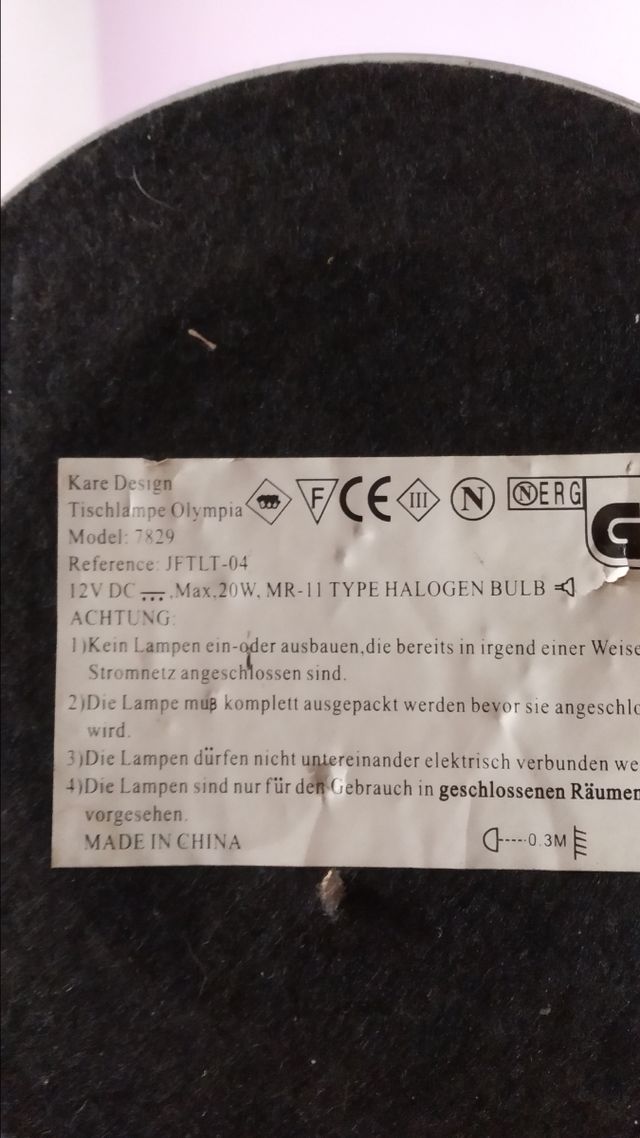 Kare Design
Tischlampe Olympia F CE III N NERG G
Model: 7829
Reference: JFTLT-04
12V DC ,Max,20W, MR-11 TYPE HALOGEN BULB
ACHTUNG:
1)Kein Lampen ein-oder ausbauen,die bereits in irgend einer Weise
Stromnetz angeschlossen sind.
2)Die Lampe muß komplett ausgepackt werden bevor sie angeschlo
wird.
3)Die Lampen dürfen nicht untereinander elektrisch verbunden we
4)Die Lampen sind nur für den Gebrauch in geschlossenen Räumen
vorgesehen.
MADE IN CHINA 0.3M